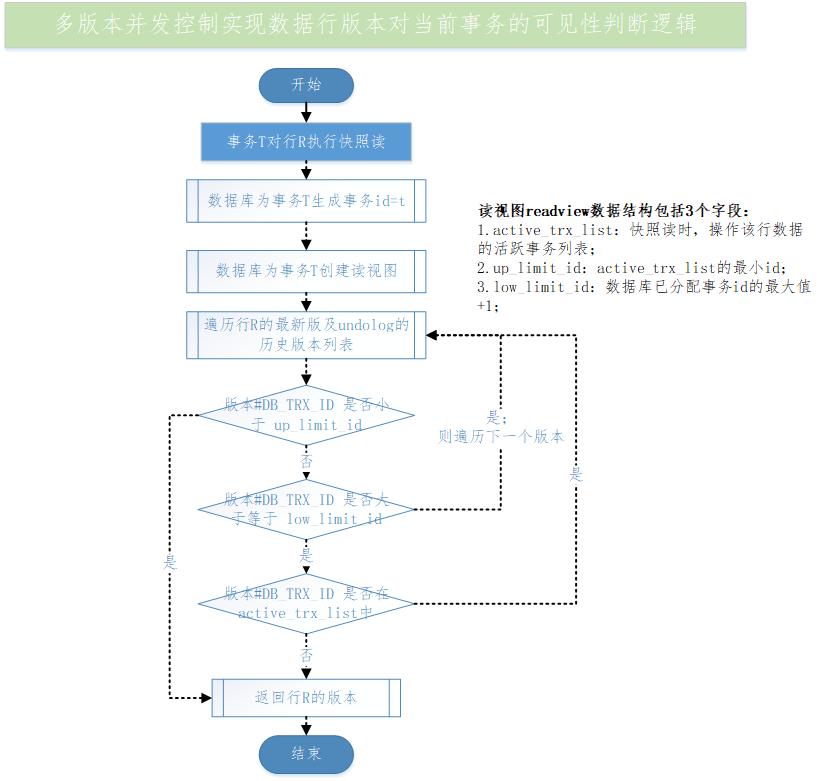 多版本并发控制实现数据行版本对当前事务的可见性判断逻辑
开始
事务T对行R执行快照读
数据库为事务T生成事务id=t
数据库为事务T创建读视图
读视图readview数据结构包括3个字段：
1.active_trx_list：快照读时，操作该行数据
的活跃事务列表；
2.up_limit_id：active_trx_list的最小id；
3.low_limit_id：数据库已分配事务id的最大值
+1；
遍历行R的最新版及undolog的
历史版本列表
版本#DB_TRX_ID 是否小
于 up_limit_id
否
是；
则遍历下一个版本
版本#DB_TRX_ID 是否大
于等于 low_limit_id
是
是
是
版本#DB_TRX_ID 是否在
active_trx_list中
否
返回行R的版本
结束